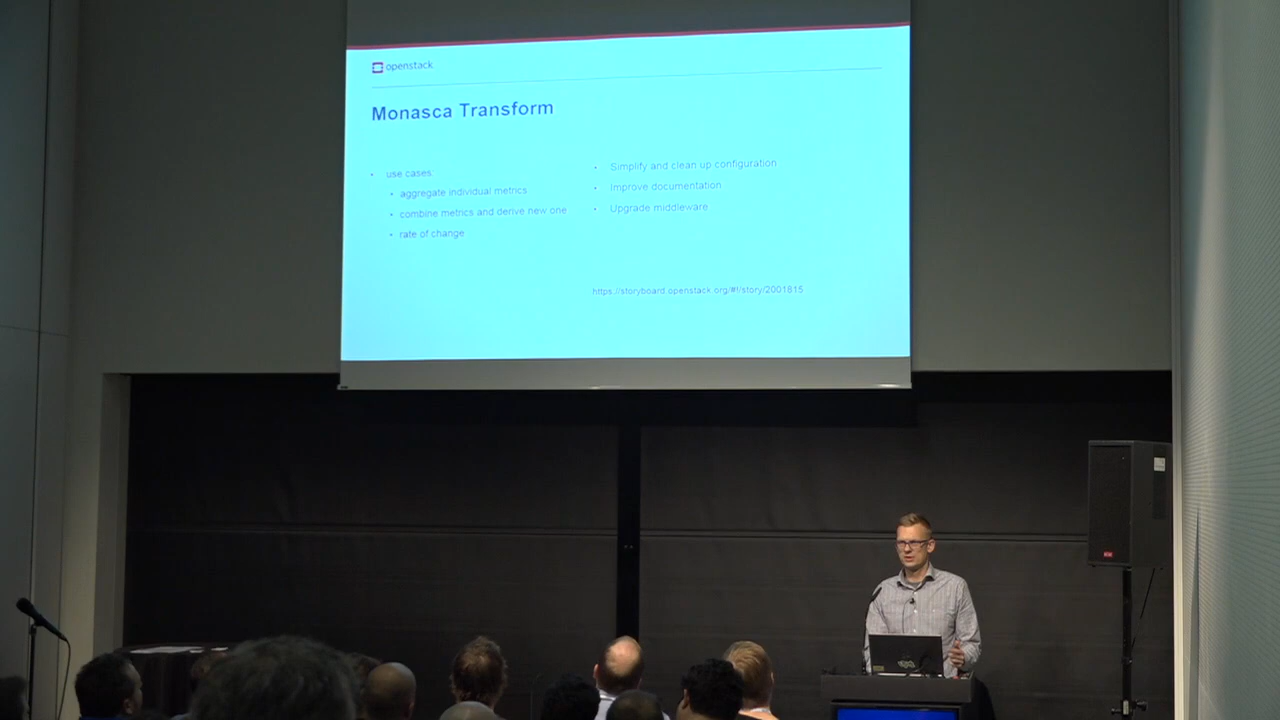 openstack.
Monasca Transform
use cases:
aggregate individual metrics
combine metrics and derive new one
rate of change
Simplify and clean up configuration
Improve documentation
Upgrade middleware
https://storyboard.openstack.org/#!/story/2001815